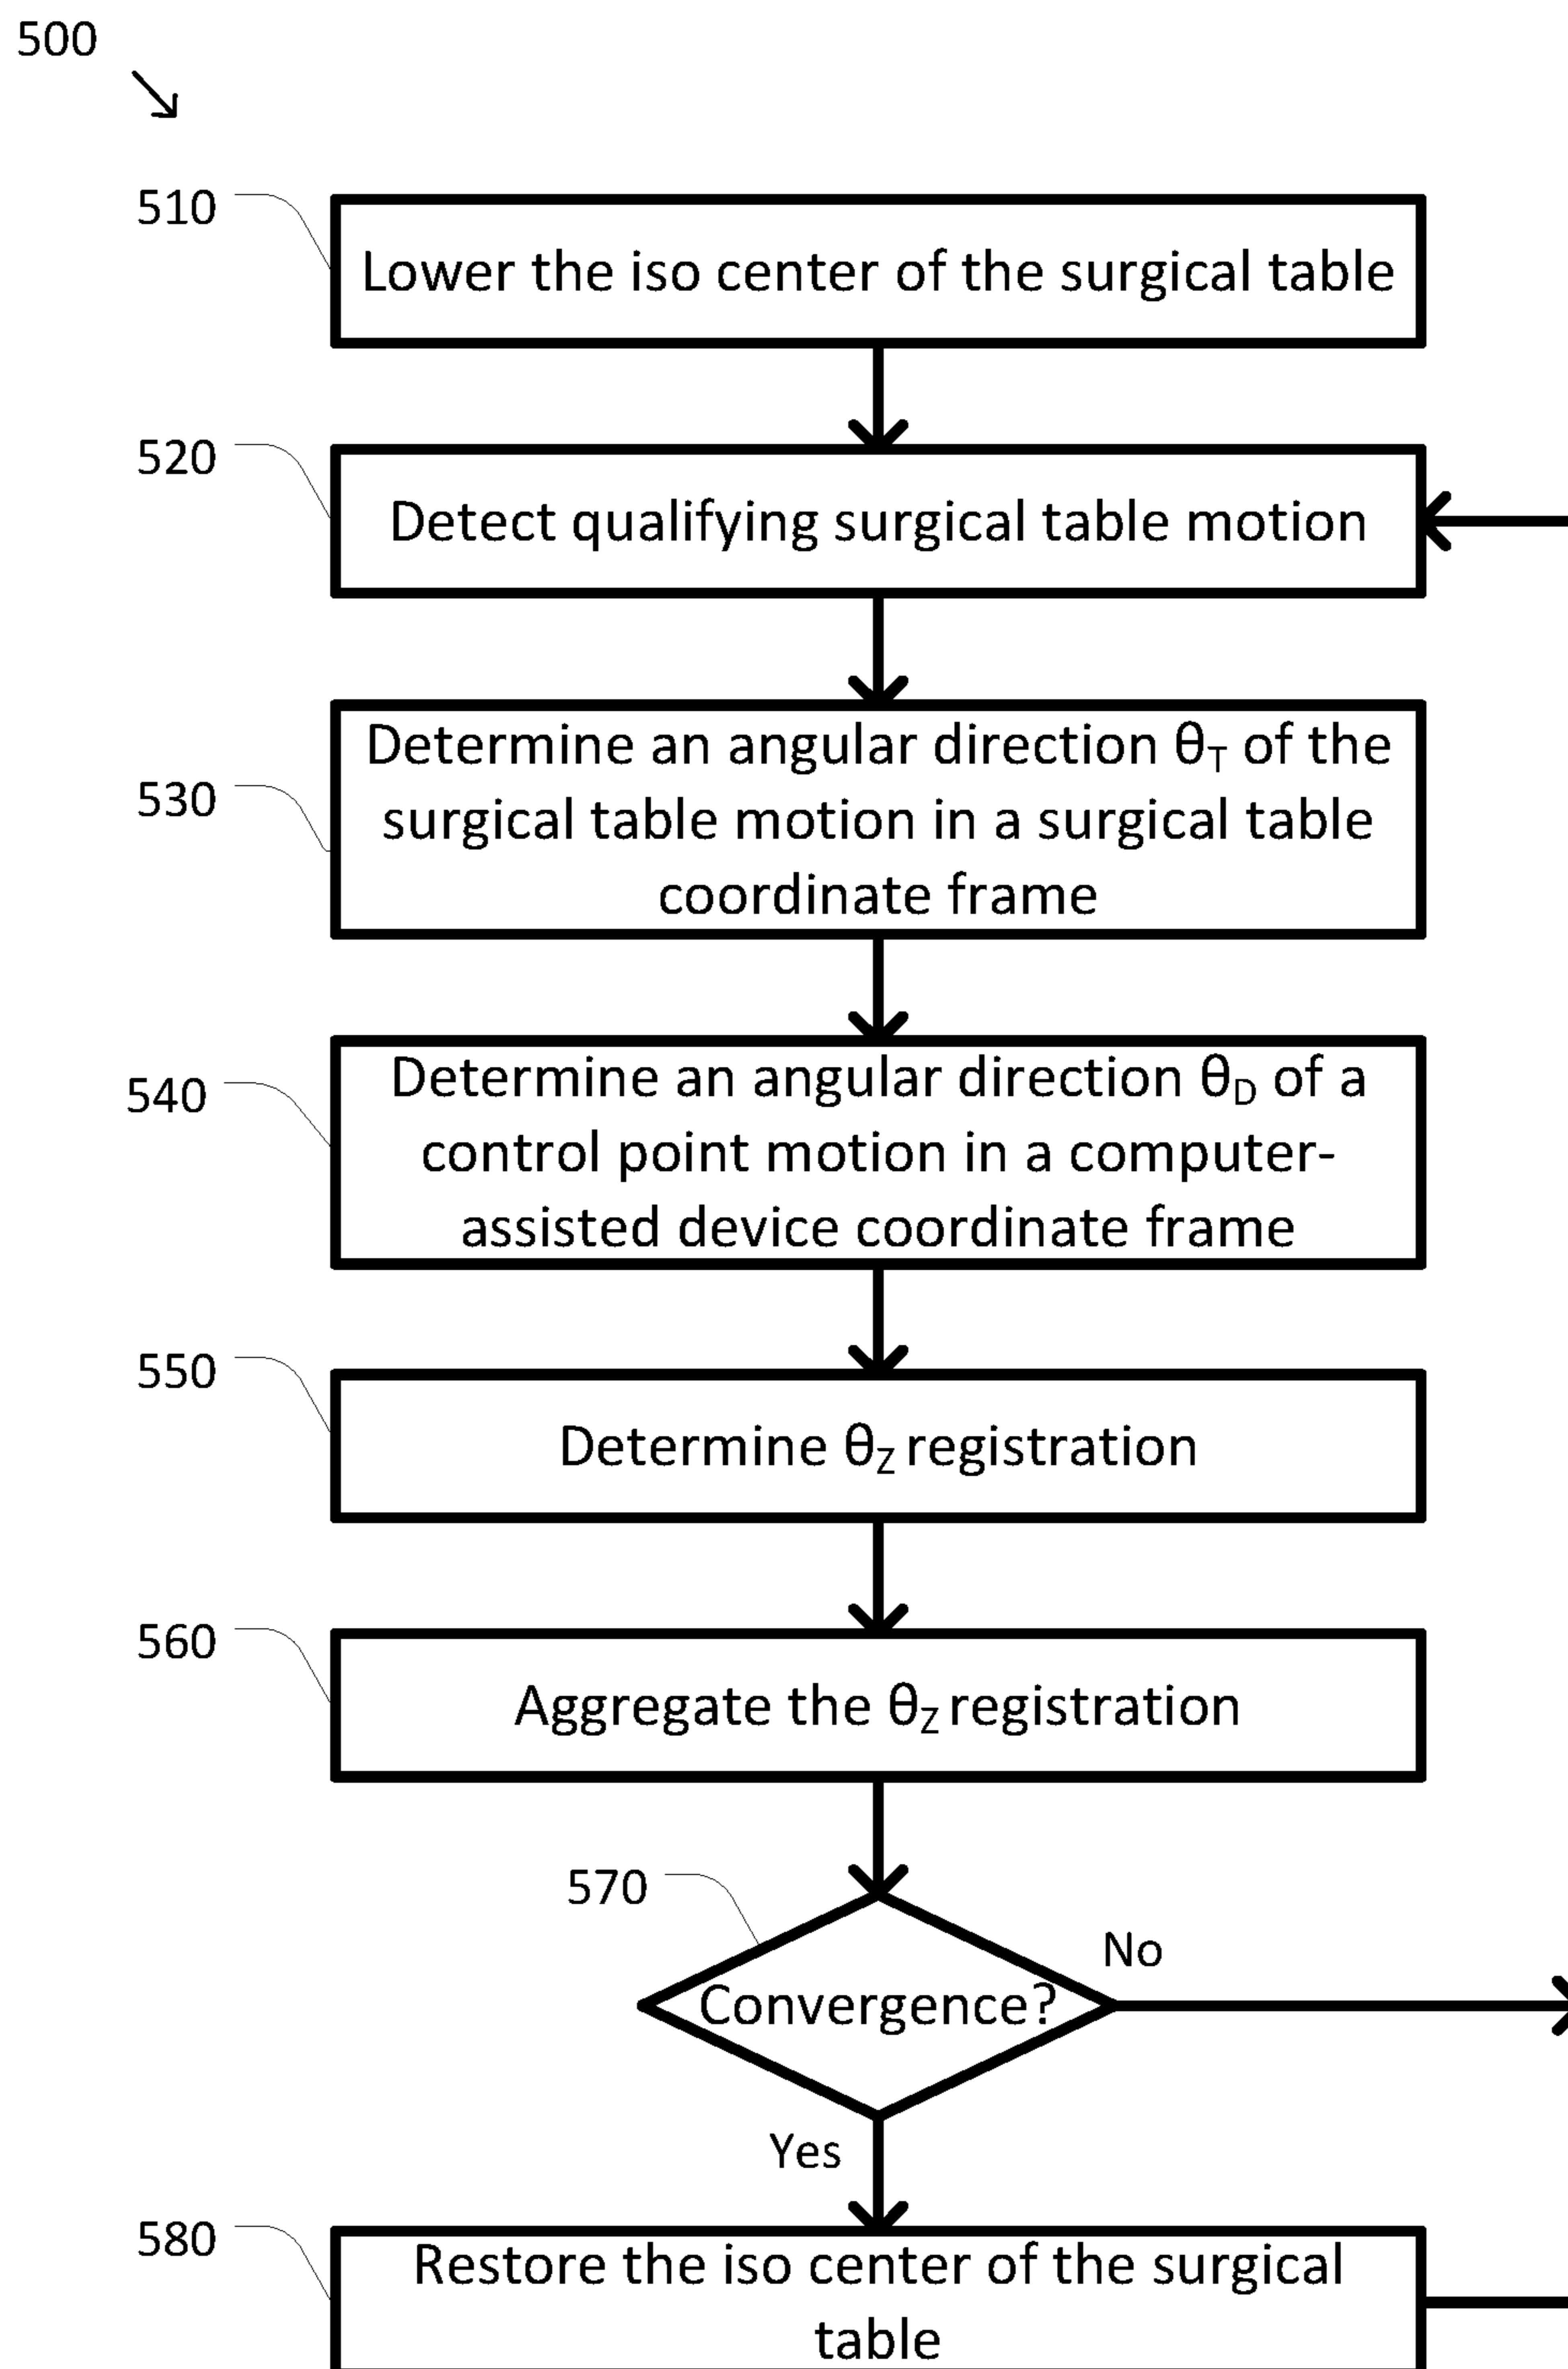 500
510
Lower the iso center of the surgical table
520
Detect qualifying surgical table motion
530
Determine an angular direction θT of the
surgical table motion in a surgical table
coordinate frame
540
Determine an angular direction θD of a
control point motion in a computer-
assisted device coordinate frame
550
Determine θZ registration
560
Aggregate the θZ registration
570
Convergence?
No
Yes
580
Restore the iso center of the surgical
table